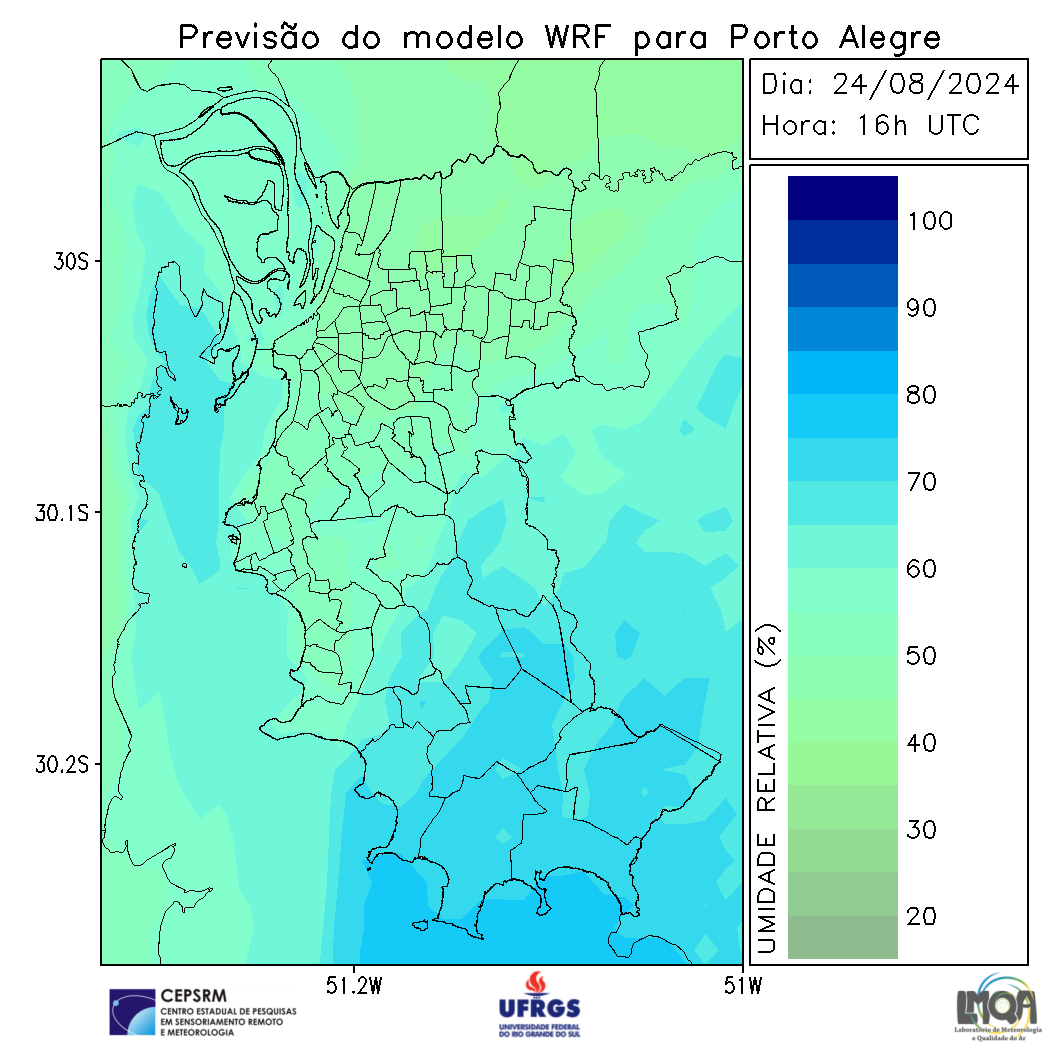 Previsão do modelo WRF para Porto Alegre
Dia: 24/08/2024
Hora: 16h UTC
100
90
80
70
60
50
40
30
20
UMIDADE RELATIVA (%)
30S
30.1S
30.2S
51.2W
51W
CEPSRM
CENTRO ESTADUAL DE PESQUISAS
EM SENSORIAMENTO REMOTO
E METEOROLOGIA
UFRGS
UNIVERSIDADE FEDERAL
DO RIO GRANDE DO SUL
LMQA
Laboratório de Meteorologia
e Qualidade do Ar